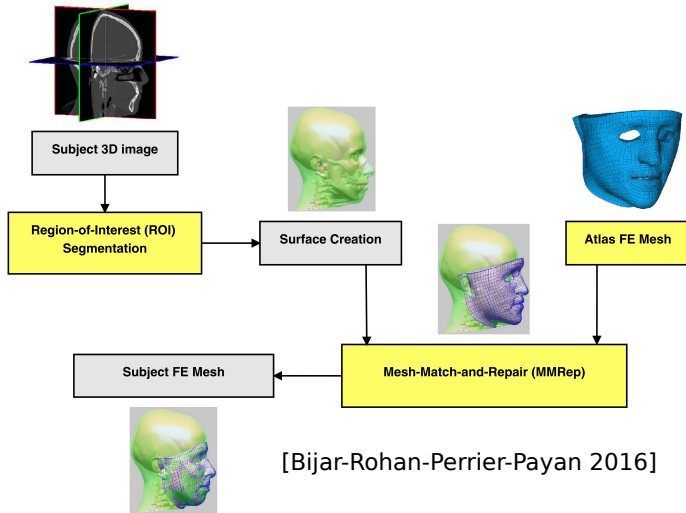 Subject 3D image
Region-of-Interest (ROI)
Segmentation
Surface Creation
Atlas FE Mesh
Subject FE Mesh
Mesh-Match-and-Repair (MMRep)
[Bijar-Rohan-Perrier-Payan 2016]